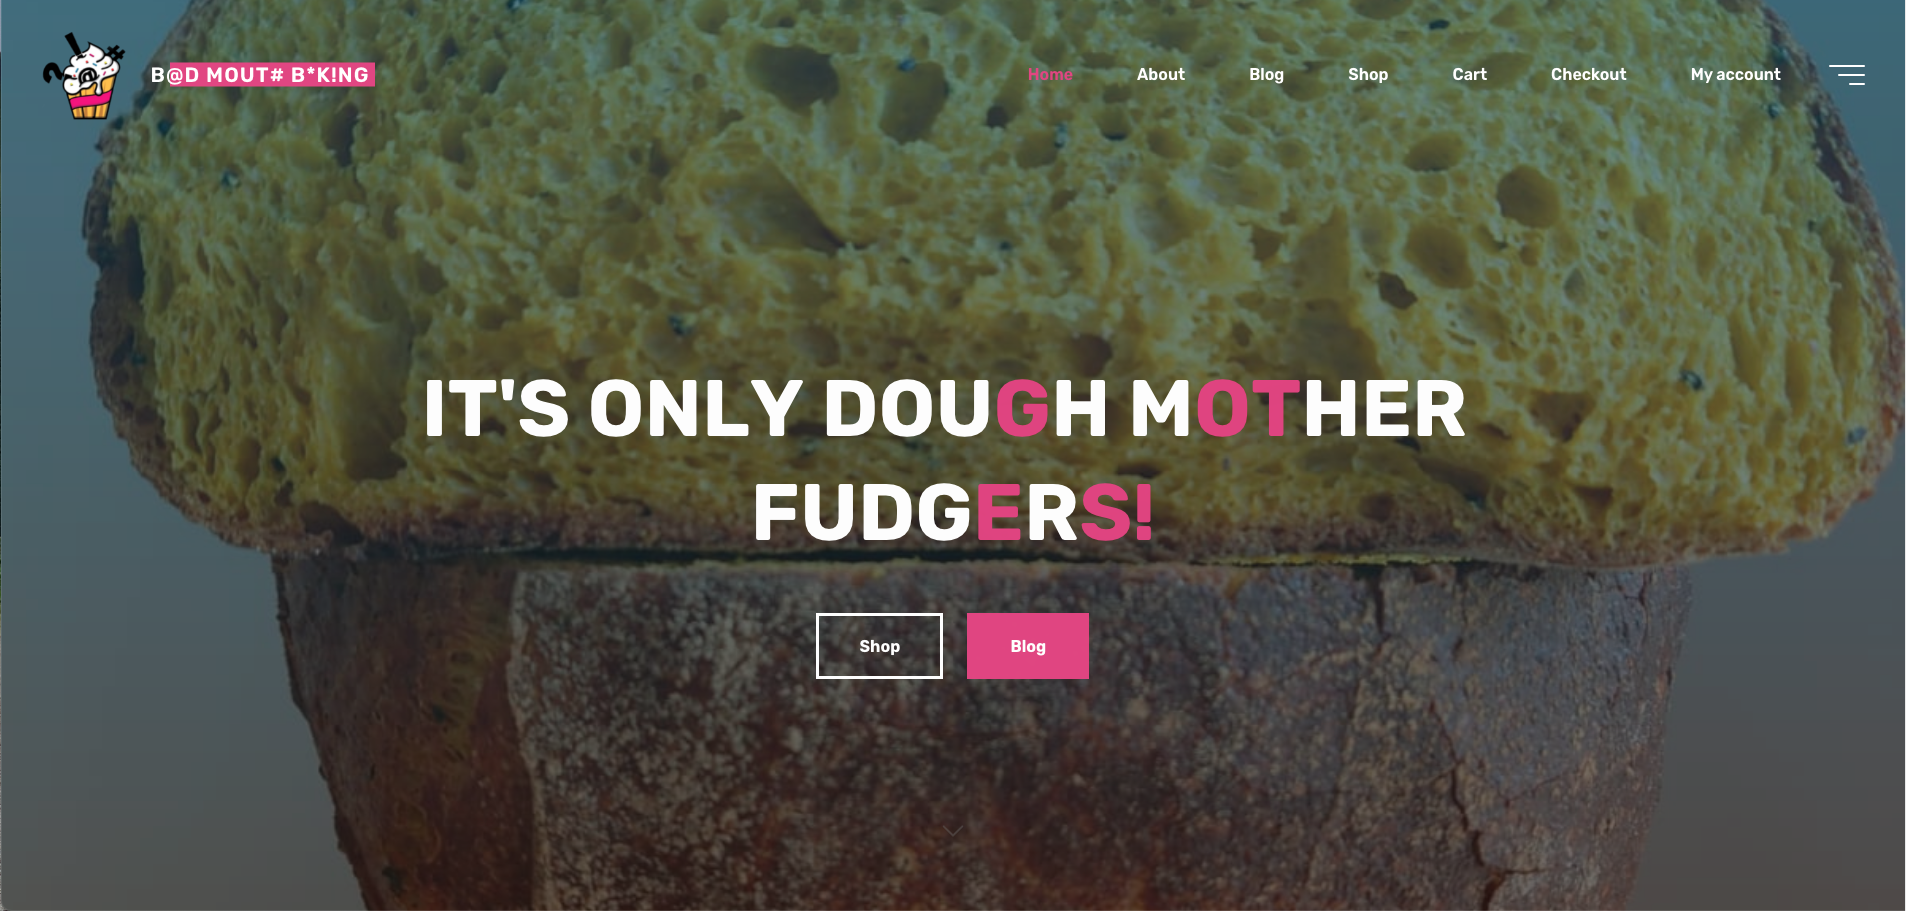 B@D MOUT# B*K!NG
Home About Blog Shop Cart Checkout My account
IT'S ONLY DOUGH MOTHER
FUDGERS!
Shop Blog